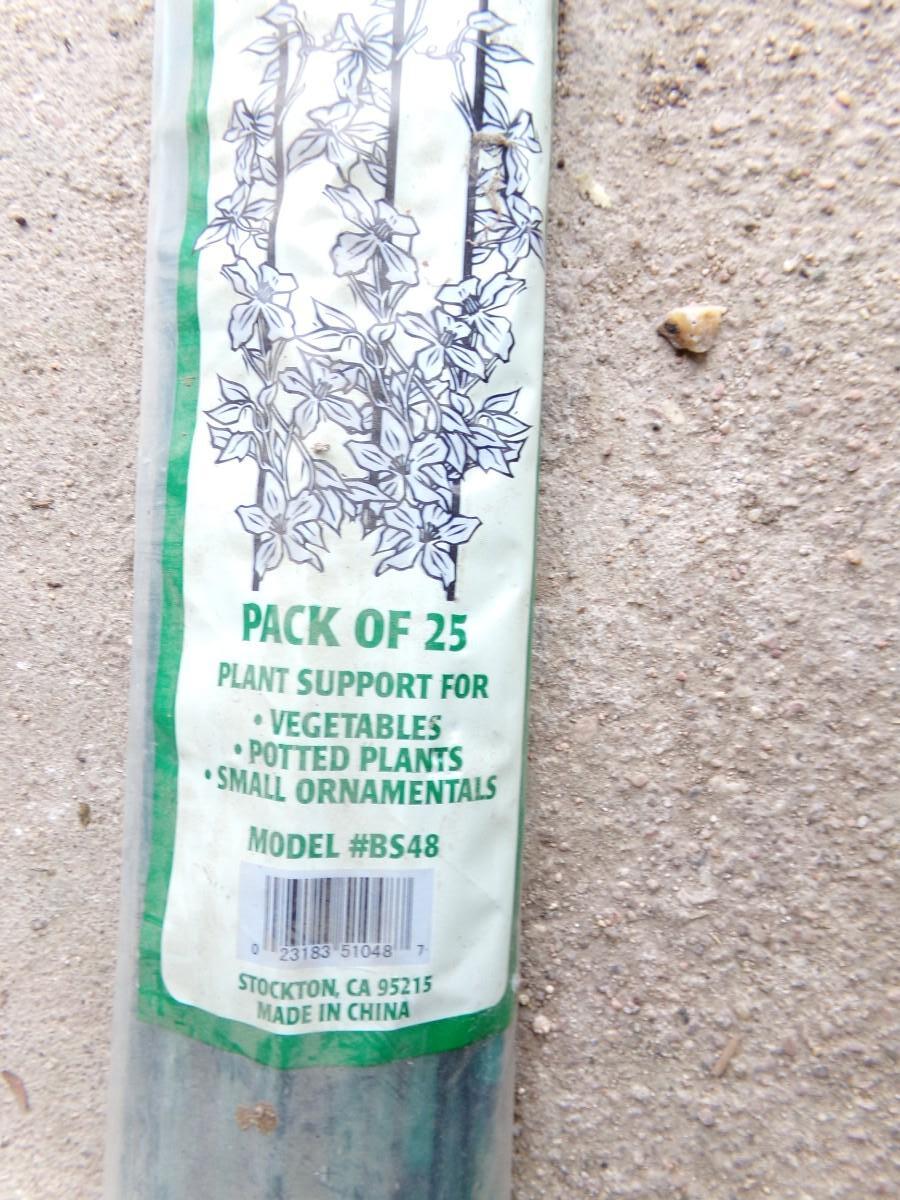 PACK OF 25
PLANT SUPPORT FOR
• VEGETABLES
• POTTED PLANTS
• SMALL ORNAMENTALS
MODEL #BS48
0 23183 51048 7
STOCKTON, CA 95215
MADE IN CHINA